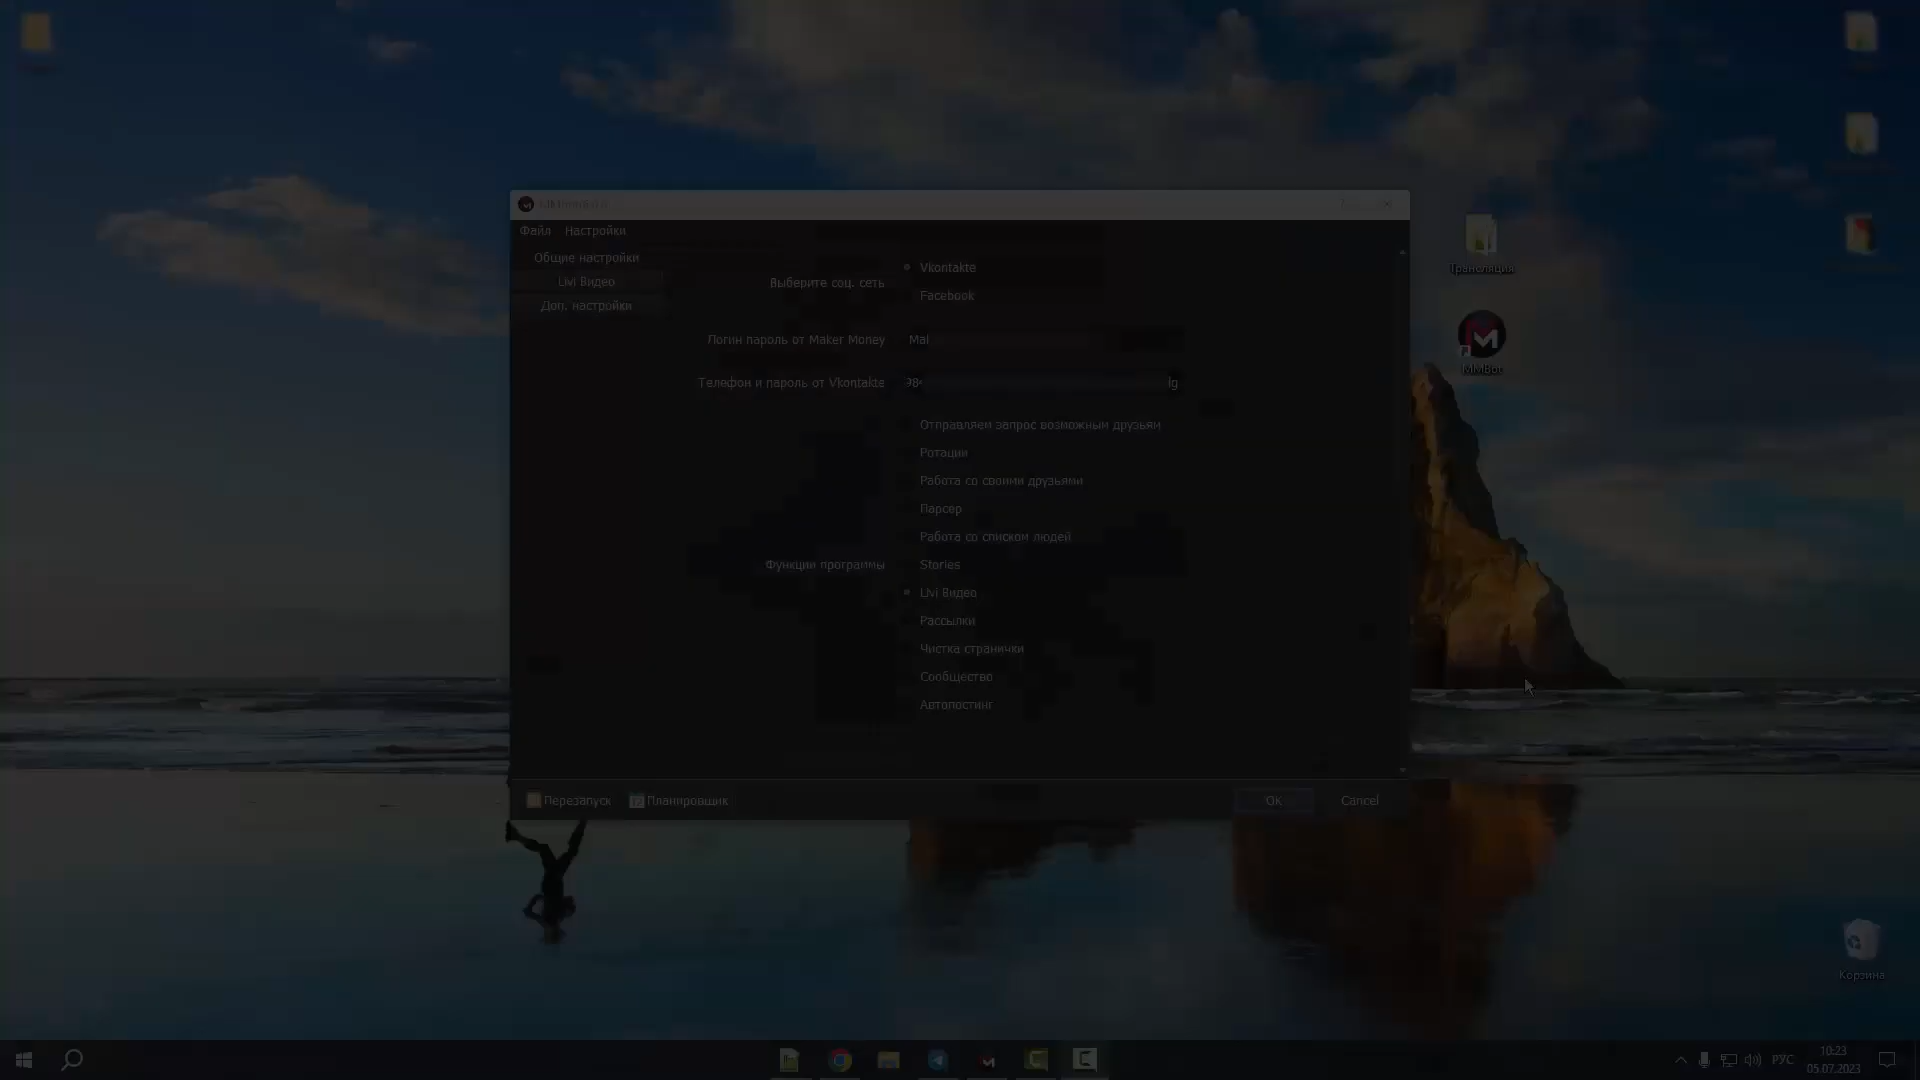 Файл Настройки
Общие настройки
Livi Видео
Доп. настройки
Выберите соц. сеть
Vkontakte
Facebook
Логин пароль от Maker Money
Mai
Телефон и пароль от Vkontakte
98
lg
Функции программы
Отправляем запрос возможным друзьям
Ротации
Работа со своими друзьями
Парсер
Работа со списком людей
Stories
Livi Видео
Рассылки
Чистка странички
Сообщество
Автопостинг
Перезапуск
Планировщик
OK
Cancel
Трансляция
MMBot
Корзина
РУС
10:23
05.07.2023